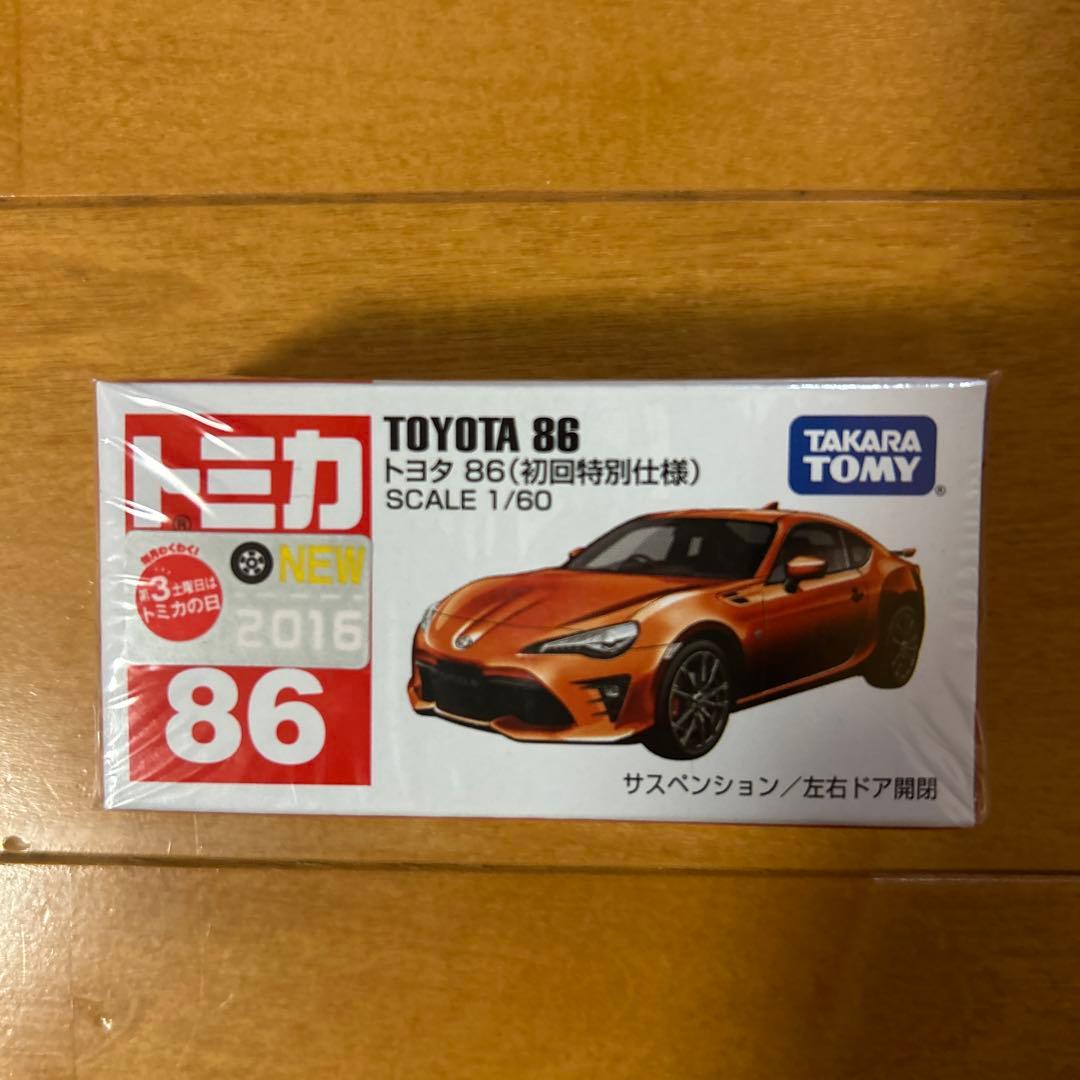 トミカ
®
TOYOTA 86
トヨタ 86(初回特別仕様)
SCALE 1/60
TAKARA
TOMY®
毎月わくわく!
第3土曜日は
トミカの日
NEW
2016
86
サスペンション/左右ドア開閉